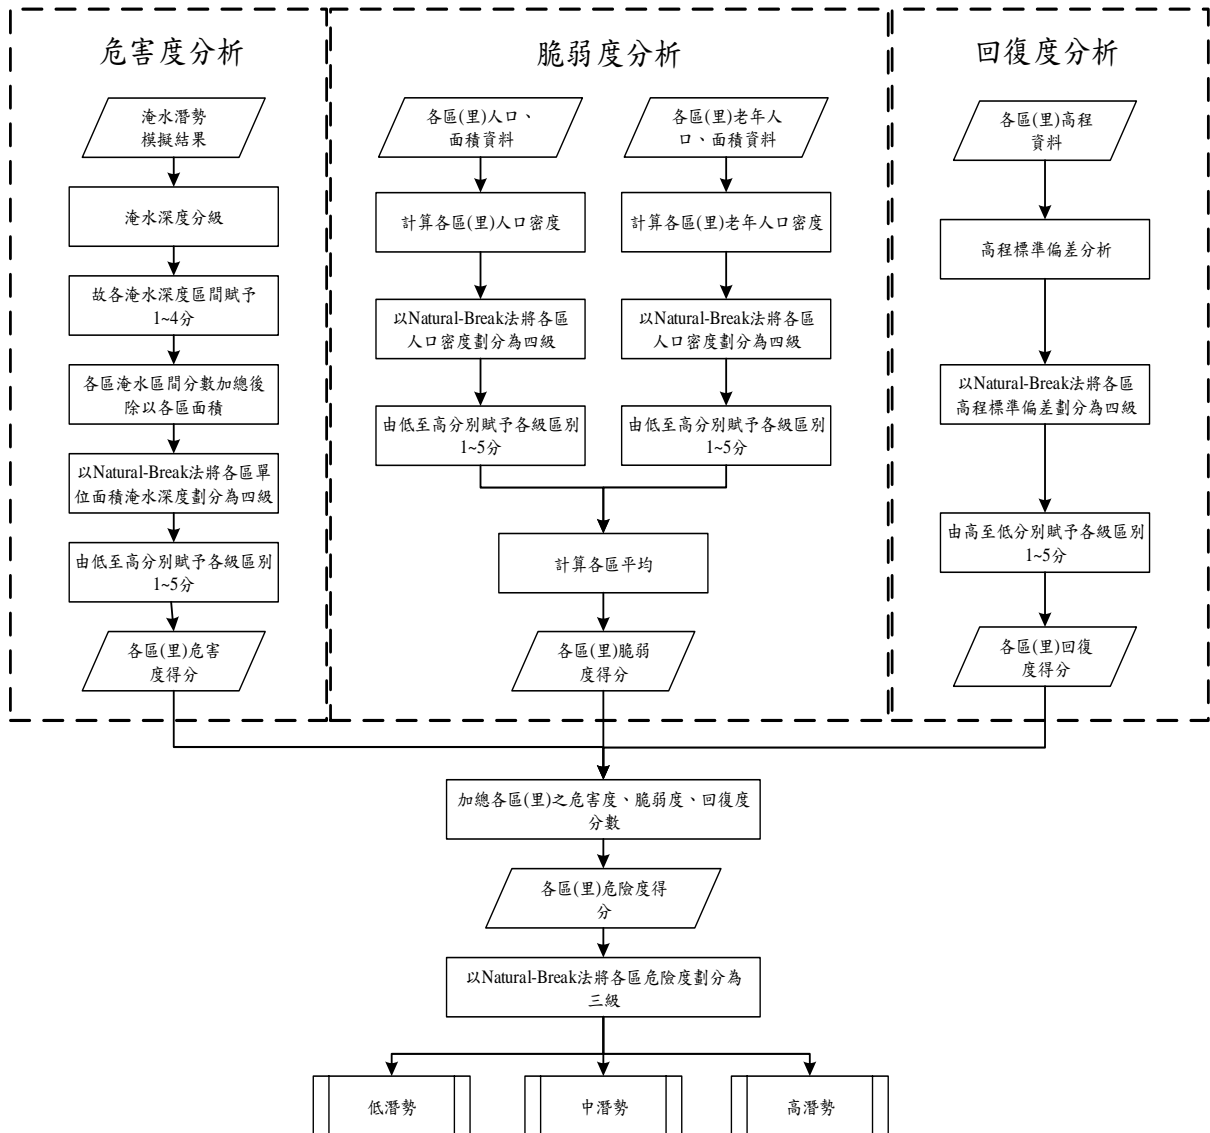 危害度分析
淹水潛勢
模擬結果
淹水深度分級
故各淹水深度區間賦予
1~4分
各區淹水區間分數加總後
除以各區面積
以Natural-Break法將各區單
位面積淹水深度劃分為四級
由低至高分別賦予各級區別
1~5分
各區(里)危害
度得分
脆弱度分析
各區(里)人口、
面積資料
計算各區(里)人口密度
以Natural-Break法將各區
人口密度劃分為四級
由低至高分別賦予各級區別
1~5分
各區(里)老年人
口、面積資料
計算各區(里)老年人口密度
以Natural-Break法將各區
人口密度劃分為四級
由低至高分別賦予各級區別
1~5分
計算各區平均
各區(里)脆弱
度得分
回復度分析
各區(里)高程
資料
高程標準偏差分析
以Natural-Break法將各區
高程標準偏差劃分為四級
由高至低分別賦予各級區別
1~5分
各區(里)回復
度得分
加總各區(里)之危害度、脆弱度、回復度
分數
各區(里)危險度得
分
以Natural-Break法將各區危險度劃分為
三級
低潛勢
中潛勢
高潛勢